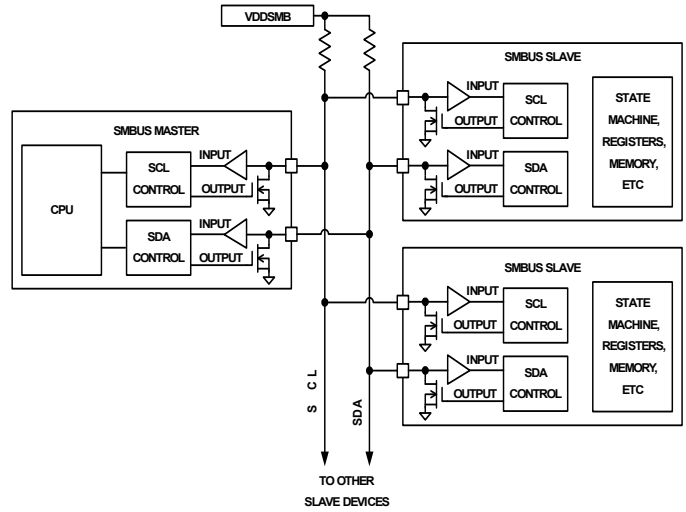 VDDSMB
SMBUS MASTER
CPU
SCL
CONTROL
INPUT
OUTPUT
SDA
CONTROL
INPUT
OUTPUT
SMBUS SLAVE
INPUT
OUTPUT
SCL
CONTROL
INPUT
OUTPUT
SDA
CONTROL
STATE
MACHINE,
REGISTERS,
MEMORY,
ETC
SMBUS SLAVE
INPUT
OUTPUT
SCL
CONTROL
INPUT
OUTPUT
SDA
CONTROL
STATE
MACHINE,
REGISTERS,
MEMORY,
ETC
S CL
SDA
TO OTHER
SLAVE DEVICES